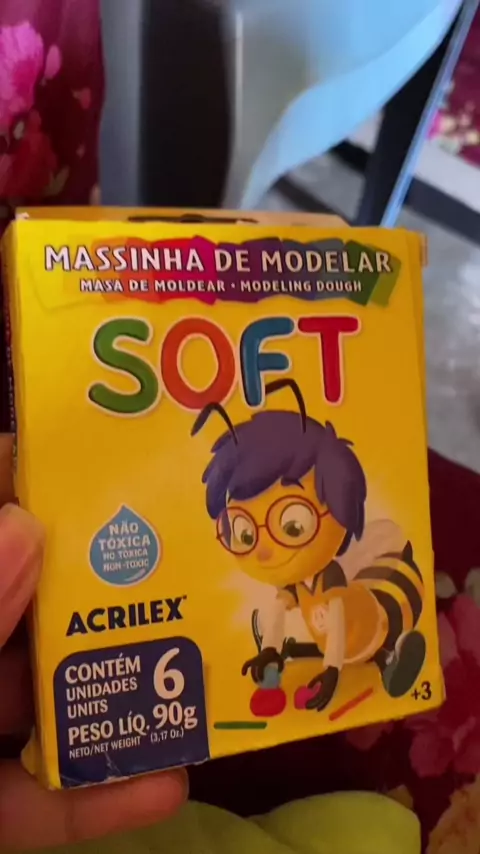 MASSINHA DE MODELAR
MASA DE MOLDEAR • MODELING DOUGH
SOFT
NÃO
TÓXICA
NO TÓXICA
NON-TOXIC
ACRILEX
CONTÉM
UNIDADES
UNITS
6
PESO LÍQ. 90g
NETO/NET WEIGHT (3,17 Oz.)
+3